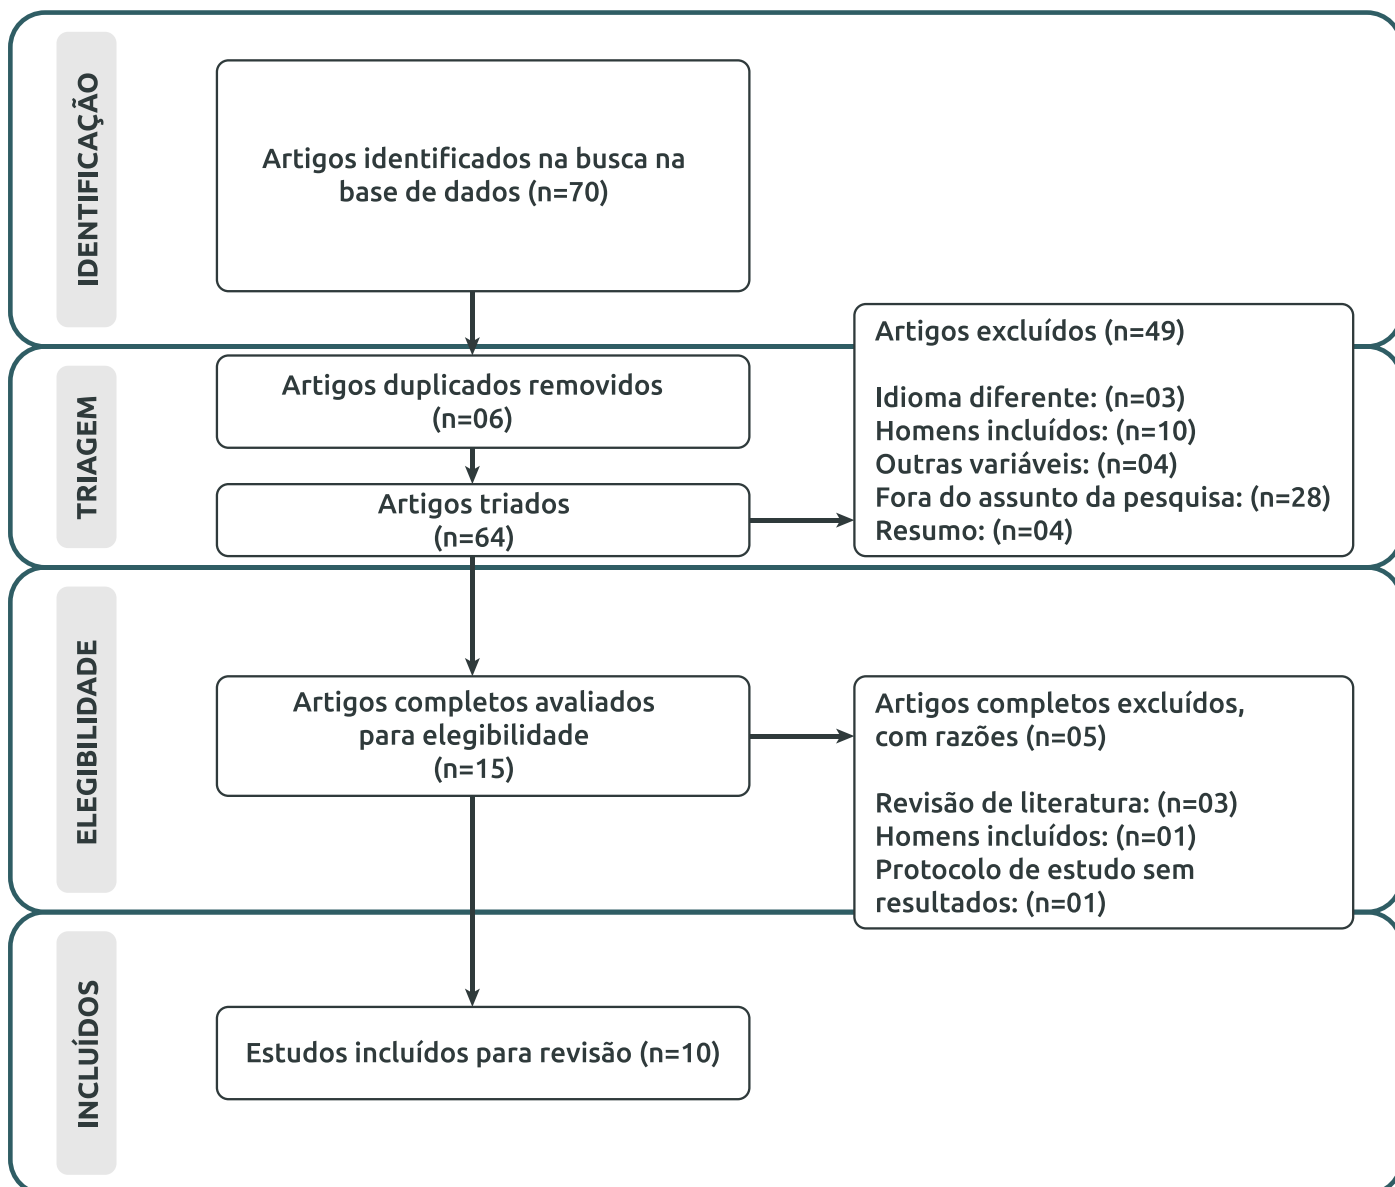 IDENTIFICAÇÃO
Artigos identificados na busca na
base de dados (n=70)
TRIAGEM
Artigos duplicados removidos
(n=06)
Artigos triados
(n=64)
Artigos excluídos (n=49)
Idioma diferente: (n=03)
Homens incluídos: (n=10)
Outras variáveis: (n=04)
Fora do assunto da pesquisa: (n=28)
Resumo: (n=04)
ELEGIBILIDADE
Artigos completos avaliados
para elegibilidade
(n=15)
Artigos completos excluídos,
com razões (n=05)
Revisão de literatura: (n=03)
Homens incluídos: (n=01)
Protocolo de estudo sem
resultados: (n=01)
INCLUÍDOS
Estudos incluídos para revisão (n=10)